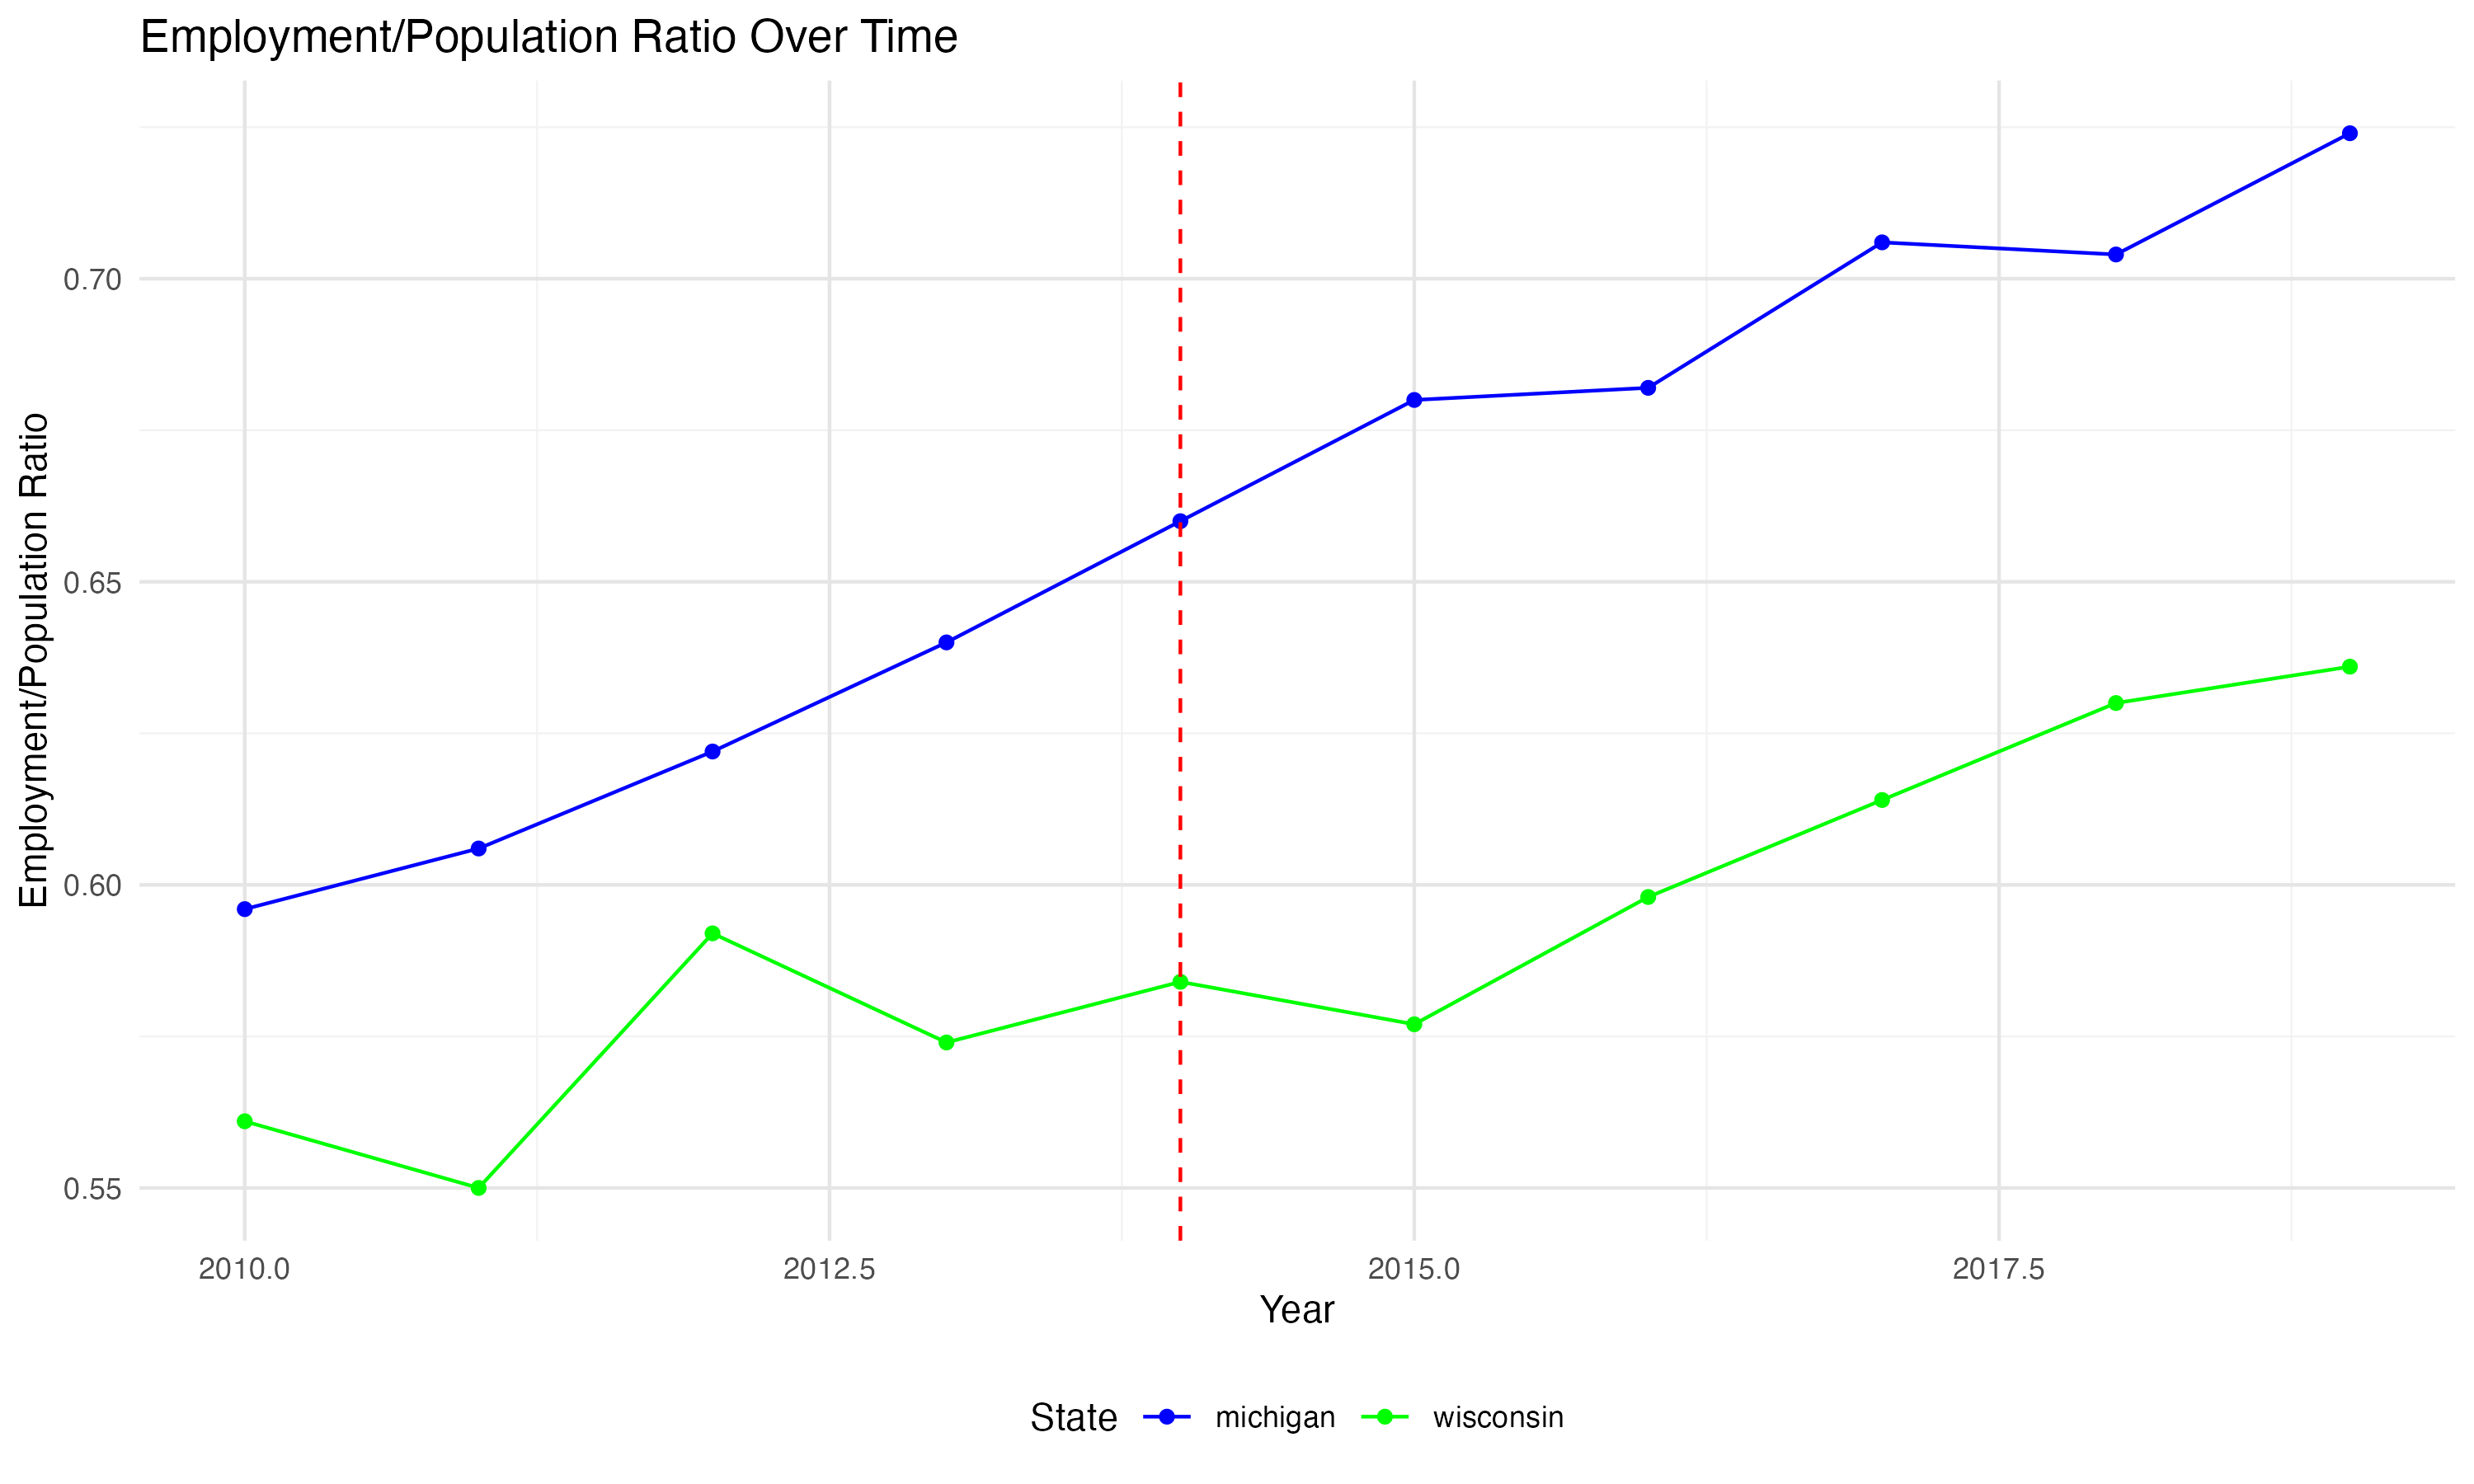 Employment/Population Ratio Over Time
Employment/Population Ratio
0.70
0.65
0.60
0.55
2010.0 2012.5 2015.0 2017.5
Year
State michigan wisconsin